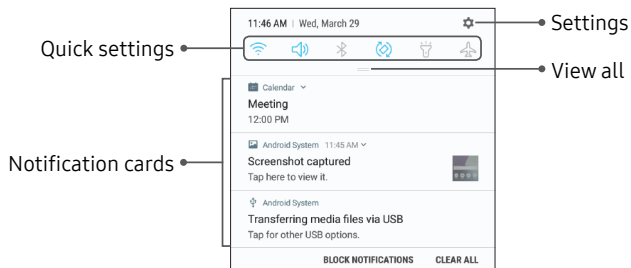 11:46 AM | Wed, March 29
Settings
Quick settings
View all
Calendar
Meeting
12:00 PM
Notification cards
Android System 11:45 AM
Screenshot captured
Tap here to view it.
Android System
Transferring media files via USB
Tap for other USB options.
BLOCK NOTIFICATIONS CLEAR ALL